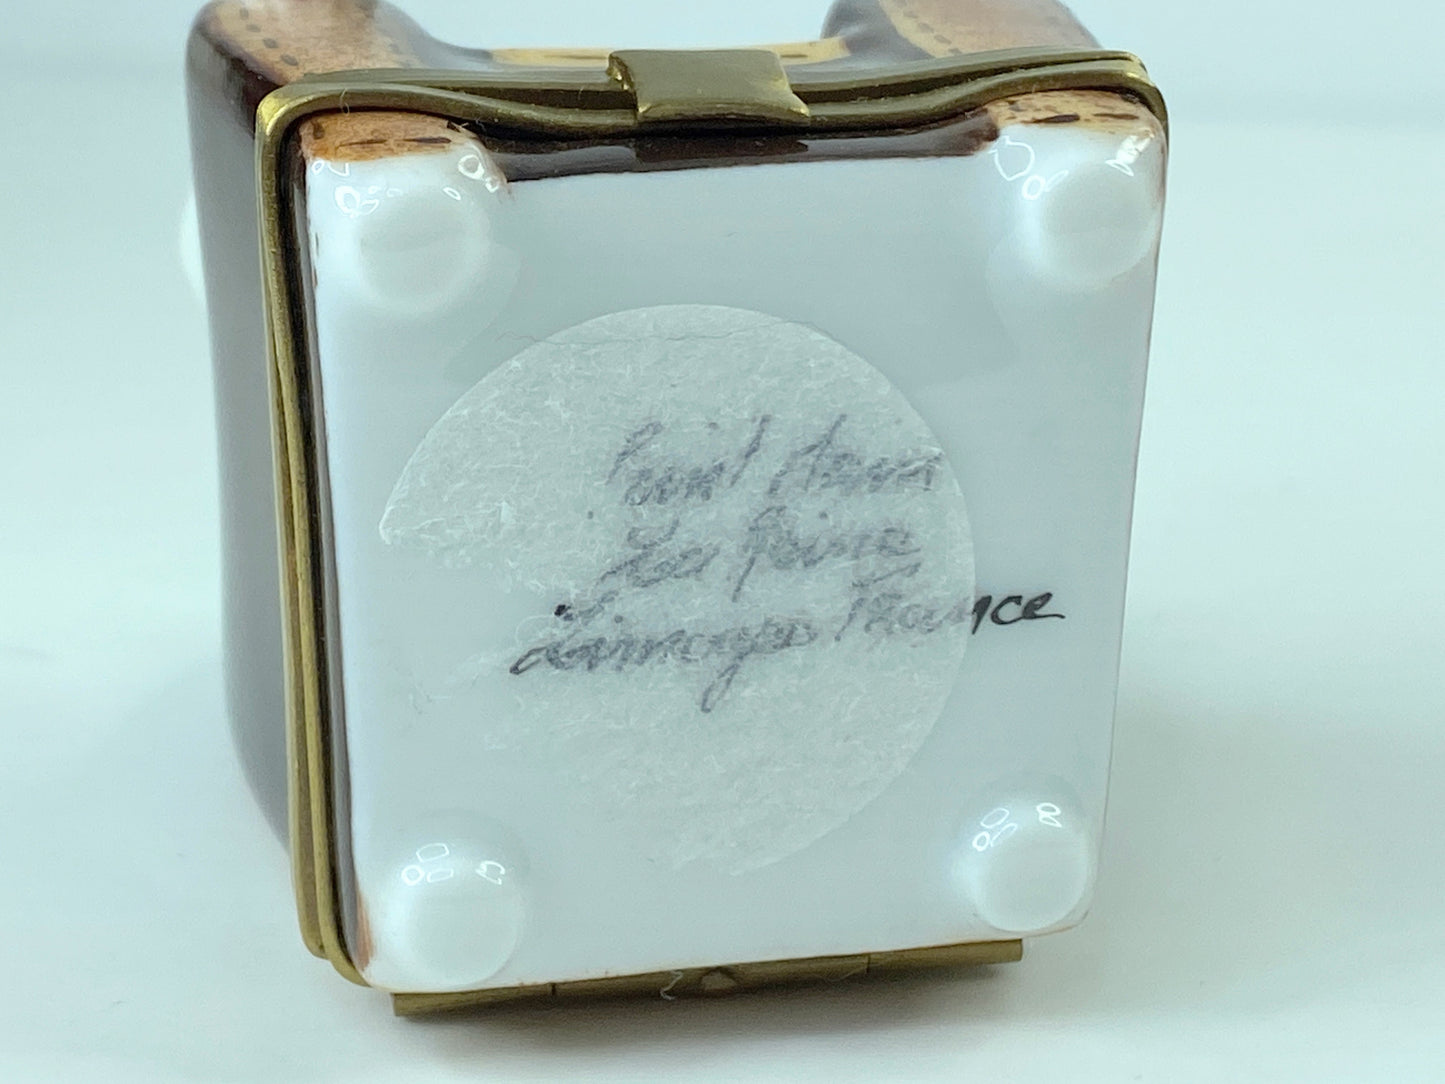 Peint Main
La Reine
Limoges France